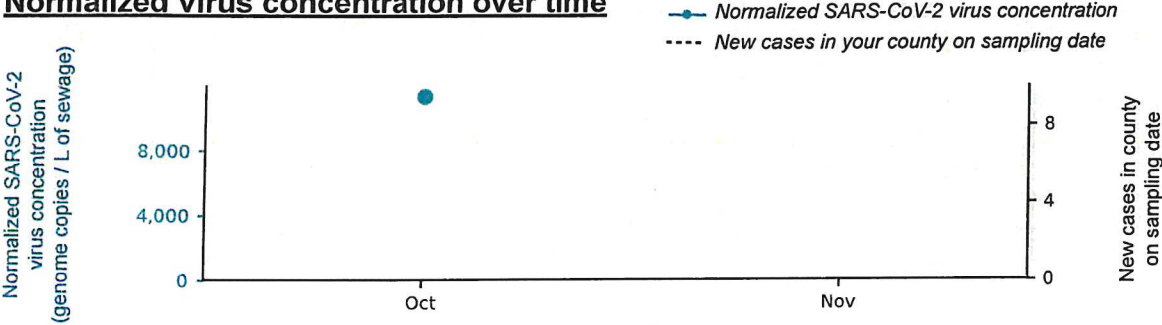 Normalized Virus concentration over time
Normalized SARS-CoV-2 virus concentration
New cases in your county on sampling date
Normalized SARS-CoV-2
virus concentration
(genome copies / L of sewage)
8,000
4,000
0
Oct
Nov
8
4
0
New cases in county
on sampling date